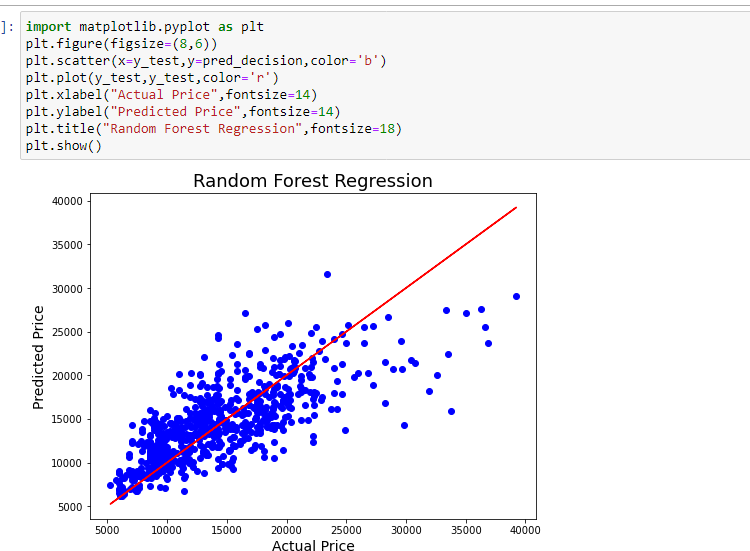 ]:
import matplotlib.pyplot as plt
plt.figure(figsize=(8,6))
plt.scatter(x=y_test,y=pred_decision,color='b')
plt.plot(y_test,y_test,color='r')
plt.xlabel("Actual Price",fontsize=14)
plt.ylabel("Predicted Price",fontsize=14)
plt.title("Random Forest Regression",fontsize=18)
plt.show()
Random Forest Regression
Predicted Price
40000
35000
30000
25000
20000
15000
10000
5000
5000 10000 15000 20000 25000 30000 35000 40000
Actual Price